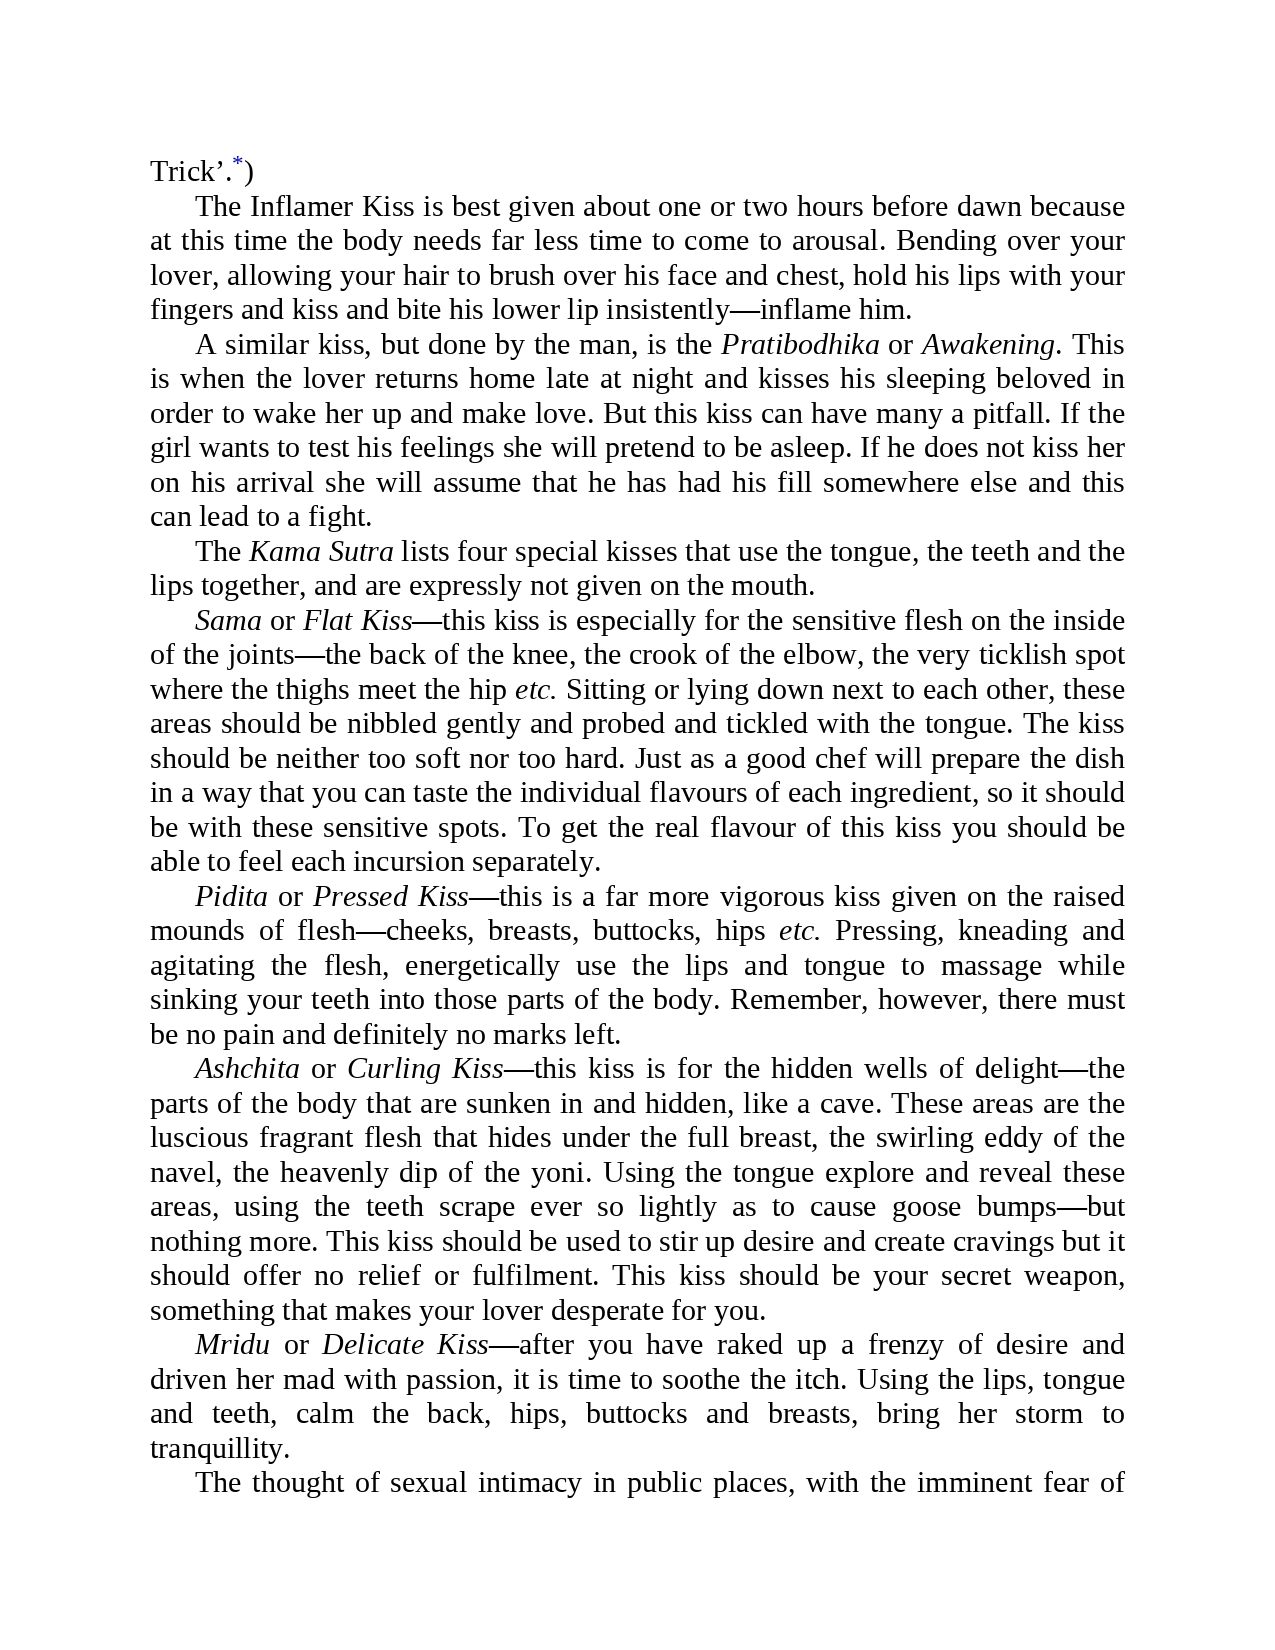 Trick’.*)
The Inflamer Kiss is best given about one or two hours before dawn because
at this time the body needs far less time to come to arousal. Bending over your
lover, allowing your hair to brush over his face and chest, hold his lips with your
fingers and kiss and bite his lower lip insistently—inflame him.
A similar kiss, but done by the man, is the Pratibodhika or Awakening. This
is when the lover returns home late at night and kisses his sleeping beloved in
order to wake her up and make love. But this kiss can have many a pitfall. If the
girl wants to test his feelings she will pretend to be asleep. If he does not kiss her
on his arrival she will assume that he has had his fill somewhere else and this
can lead to a fight.
The Kama Sutra lists four special kisses that use the tongue, the teeth and the
lips together, and are expressly not given on the mouth.
Sama or Flat Kiss—this kiss is especially for the sensitive flesh on the inside
of the joints—the back of the knee, the crook of the elbow, the very ticklish spot
where the thighs meet the hip etc. Sitting or lying down next to each other, these
areas should be nibbled gently and probed and tickled with the tongue. The kiss
should be neither too soft nor too hard. Just as a good chef will prepare the dish
in a way that you can taste the individual flavours of each ingredient, so it should
be with these sensitive spots. To get the real flavour of this kiss you should be
able to feel each incursion separately.
Pidita or Pressed Kiss—this is a far more vigorous kiss given on the raised
mounds of flesh—cheeks, breasts, buttocks, hips etc. Pressing, kneading and
agitating the flesh, energetically use the lips and tongue to massage while
sinking your teeth into those parts of the body. Remember, however, there must
be no pain and definitely no marks left.
Ashchita or Curling Kiss—this kiss is for the hidden wells of delight—the
parts of the body that are sunken in and hidden, like a cave. These areas are the
luscious fragrant flesh that hides under the full breast, the swirling eddy of the
navel, the heavenly dip of the yoni. Using the tongue explore and reveal these
areas, using the teeth scrape ever so lightly as to cause goose bumps—but
nothing more. This kiss should be used to stir up desire and create cravings but it
should offer no relief or fulfilment. This kiss should be your secret weapon,
something that makes your lover desperate for you.
Mridu or Delicate Kiss—after you have raked up a frenzy of desire and
driven her mad with passion, it is time to soothe the itch. Using the lips, tongue
and teeth, calm the back, hips, buttocks and breasts, bring her storm to
tranquillity.
The thought of sexual intimacy in public places, with the imminent fear of